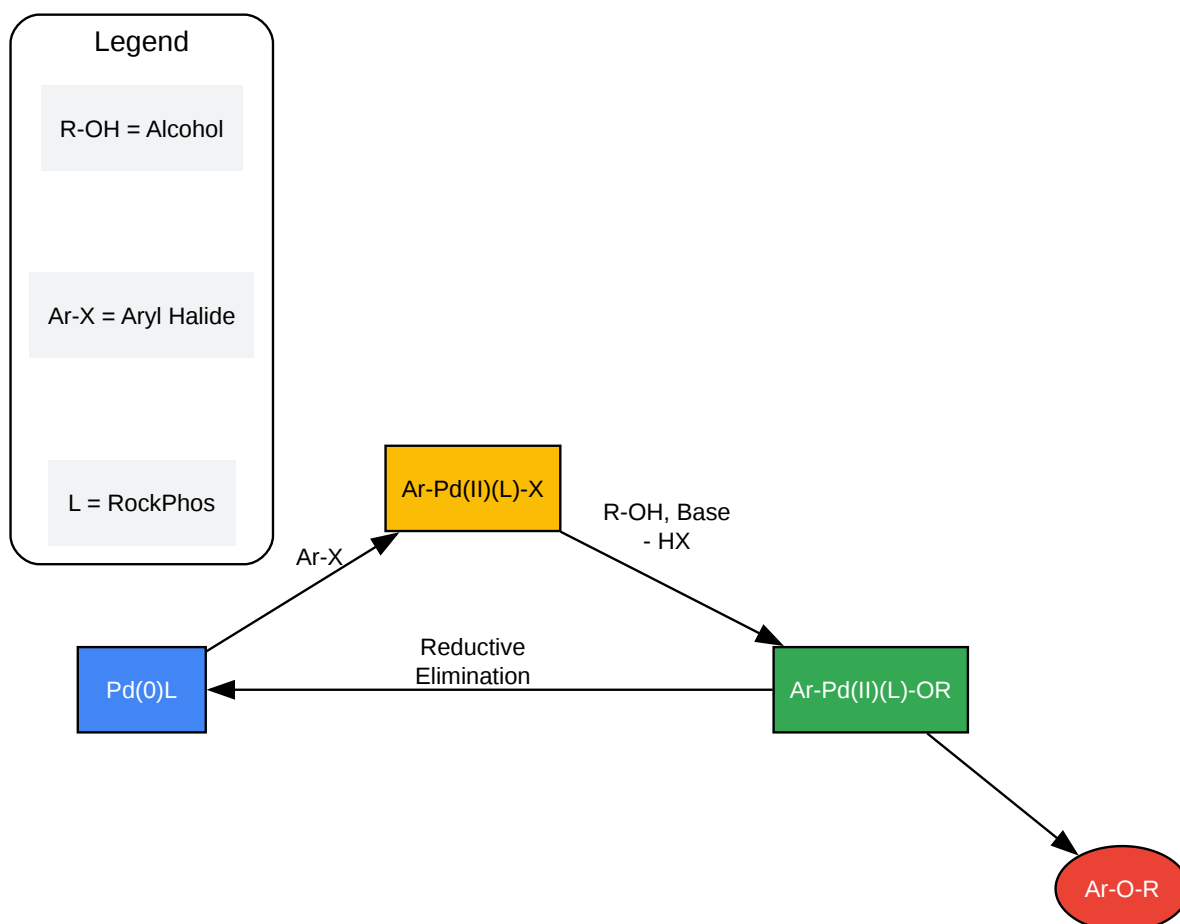 Legend
R-OH = Alcohol
Ar-X = Aryl Halide
L = RockPhos
Ar-Pd(II)(L)-X
R-OH, Base
- HX
Ar-X
Reductive
Elimination
Pd(0)L
Ar-Pd(II)(L)-OR
Ar-O-R